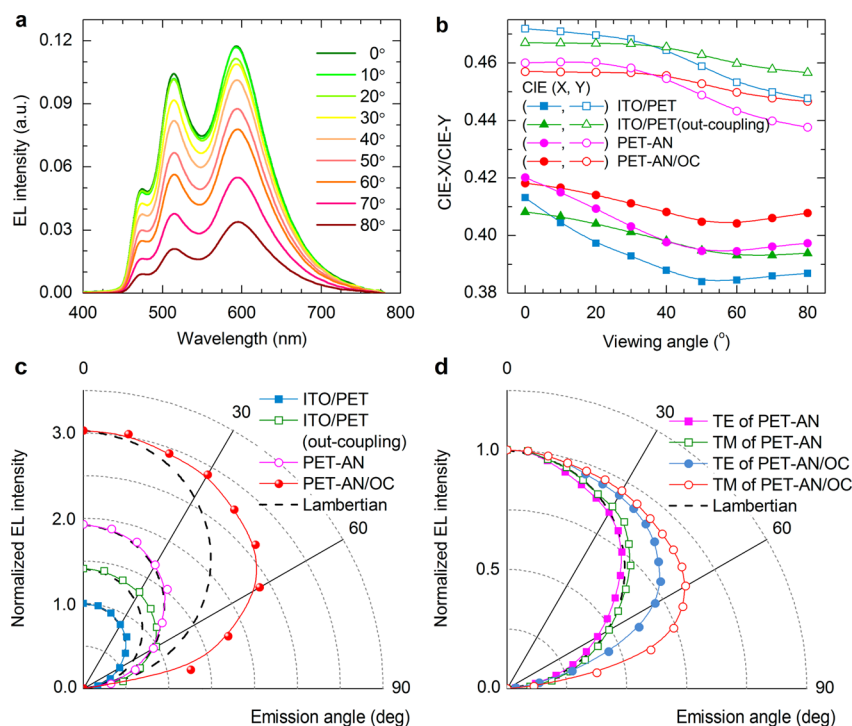 a
EL intensity (a.u.)
0.12
0.09
0.06
0.03
0.00
400 500 600 700 800
Wavelength (nm)
0°
10°
20°
30°
40°
50°
60°
70°
80°
b
CIE-X/CIE-Y
0.46
0.44
0.42
0.40
0.38
CIE (X, Y)
( , ) ITO/PET
( , ) ITO/PET(out-coupling)
( , ) PET-AN
( , ) PET-AN/OC
0 20 40 60 80
Viewing angle (°)
c
Normalized EL intensity
3.0
2.0
1.0
0.0
0
30
60
90
ITO/PET
ITO/PET
(out-coupling)
PET-AN
PET-AN/OC
Lambertian
Emission angle (deg)
d
Normalized EL intensity
1.0
0.5
0.0
0
30
60
90
TE of PET-AN
TM of PET-AN
TE of PET-AN/OC
TM of PET-AN/OC
Lambertian
Emission angle (deg)